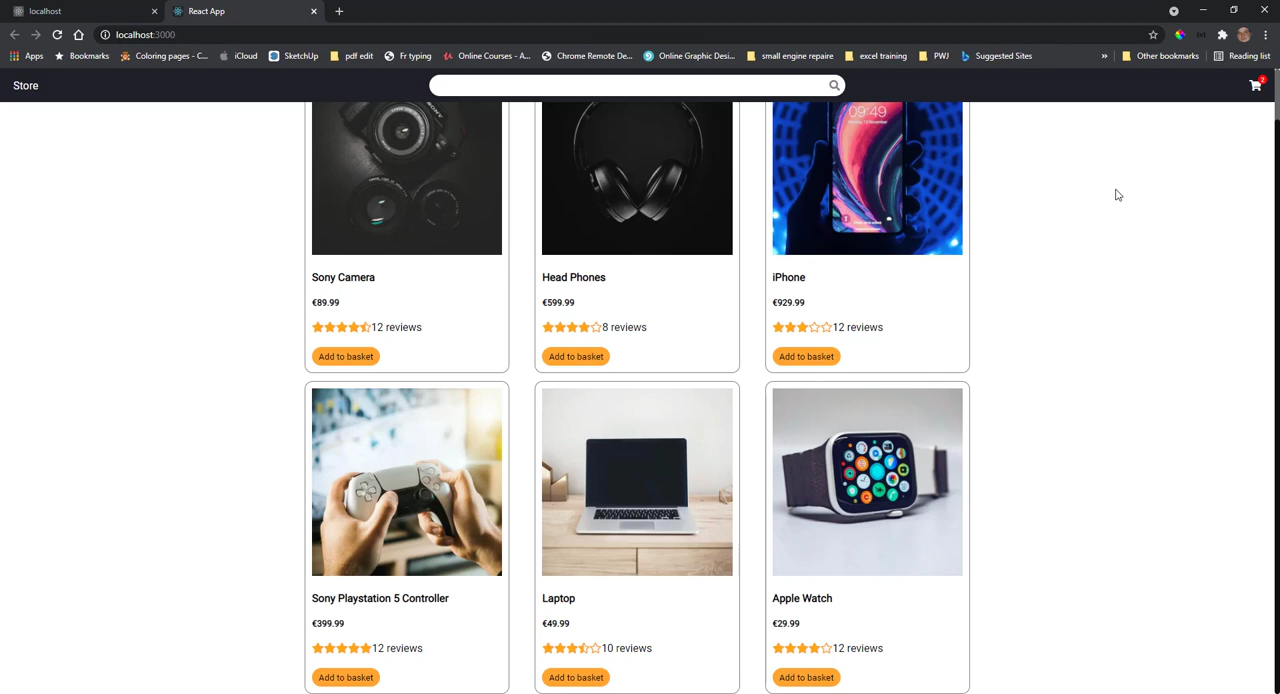 localhost
React App
localhost:3000
Apps
Bookmarks
Coloring pages - C...
iCloud
SketchUp
pdf edit
Fr typing
Online Courses - A...
Chrome Remote De...
Online Graphic Desi...
small engine repaire
excel training
PWJ
Suggested Sites
»
Other bookmarks
Reading list
Store
2
09:49
Sony Camera
Head Phones
iPhone
€89.99
€599.99
€929.99
12 reviews
8 reviews
12 reviews
Add to basket
Add to basket
Add to basket
Sony Playstation 5 Controller
Laptop
Apple Watch
€399.99
€49.99
€29.99
12 reviews
10 reviews
12 reviews
Add to basket
Add to basket
Add to basket